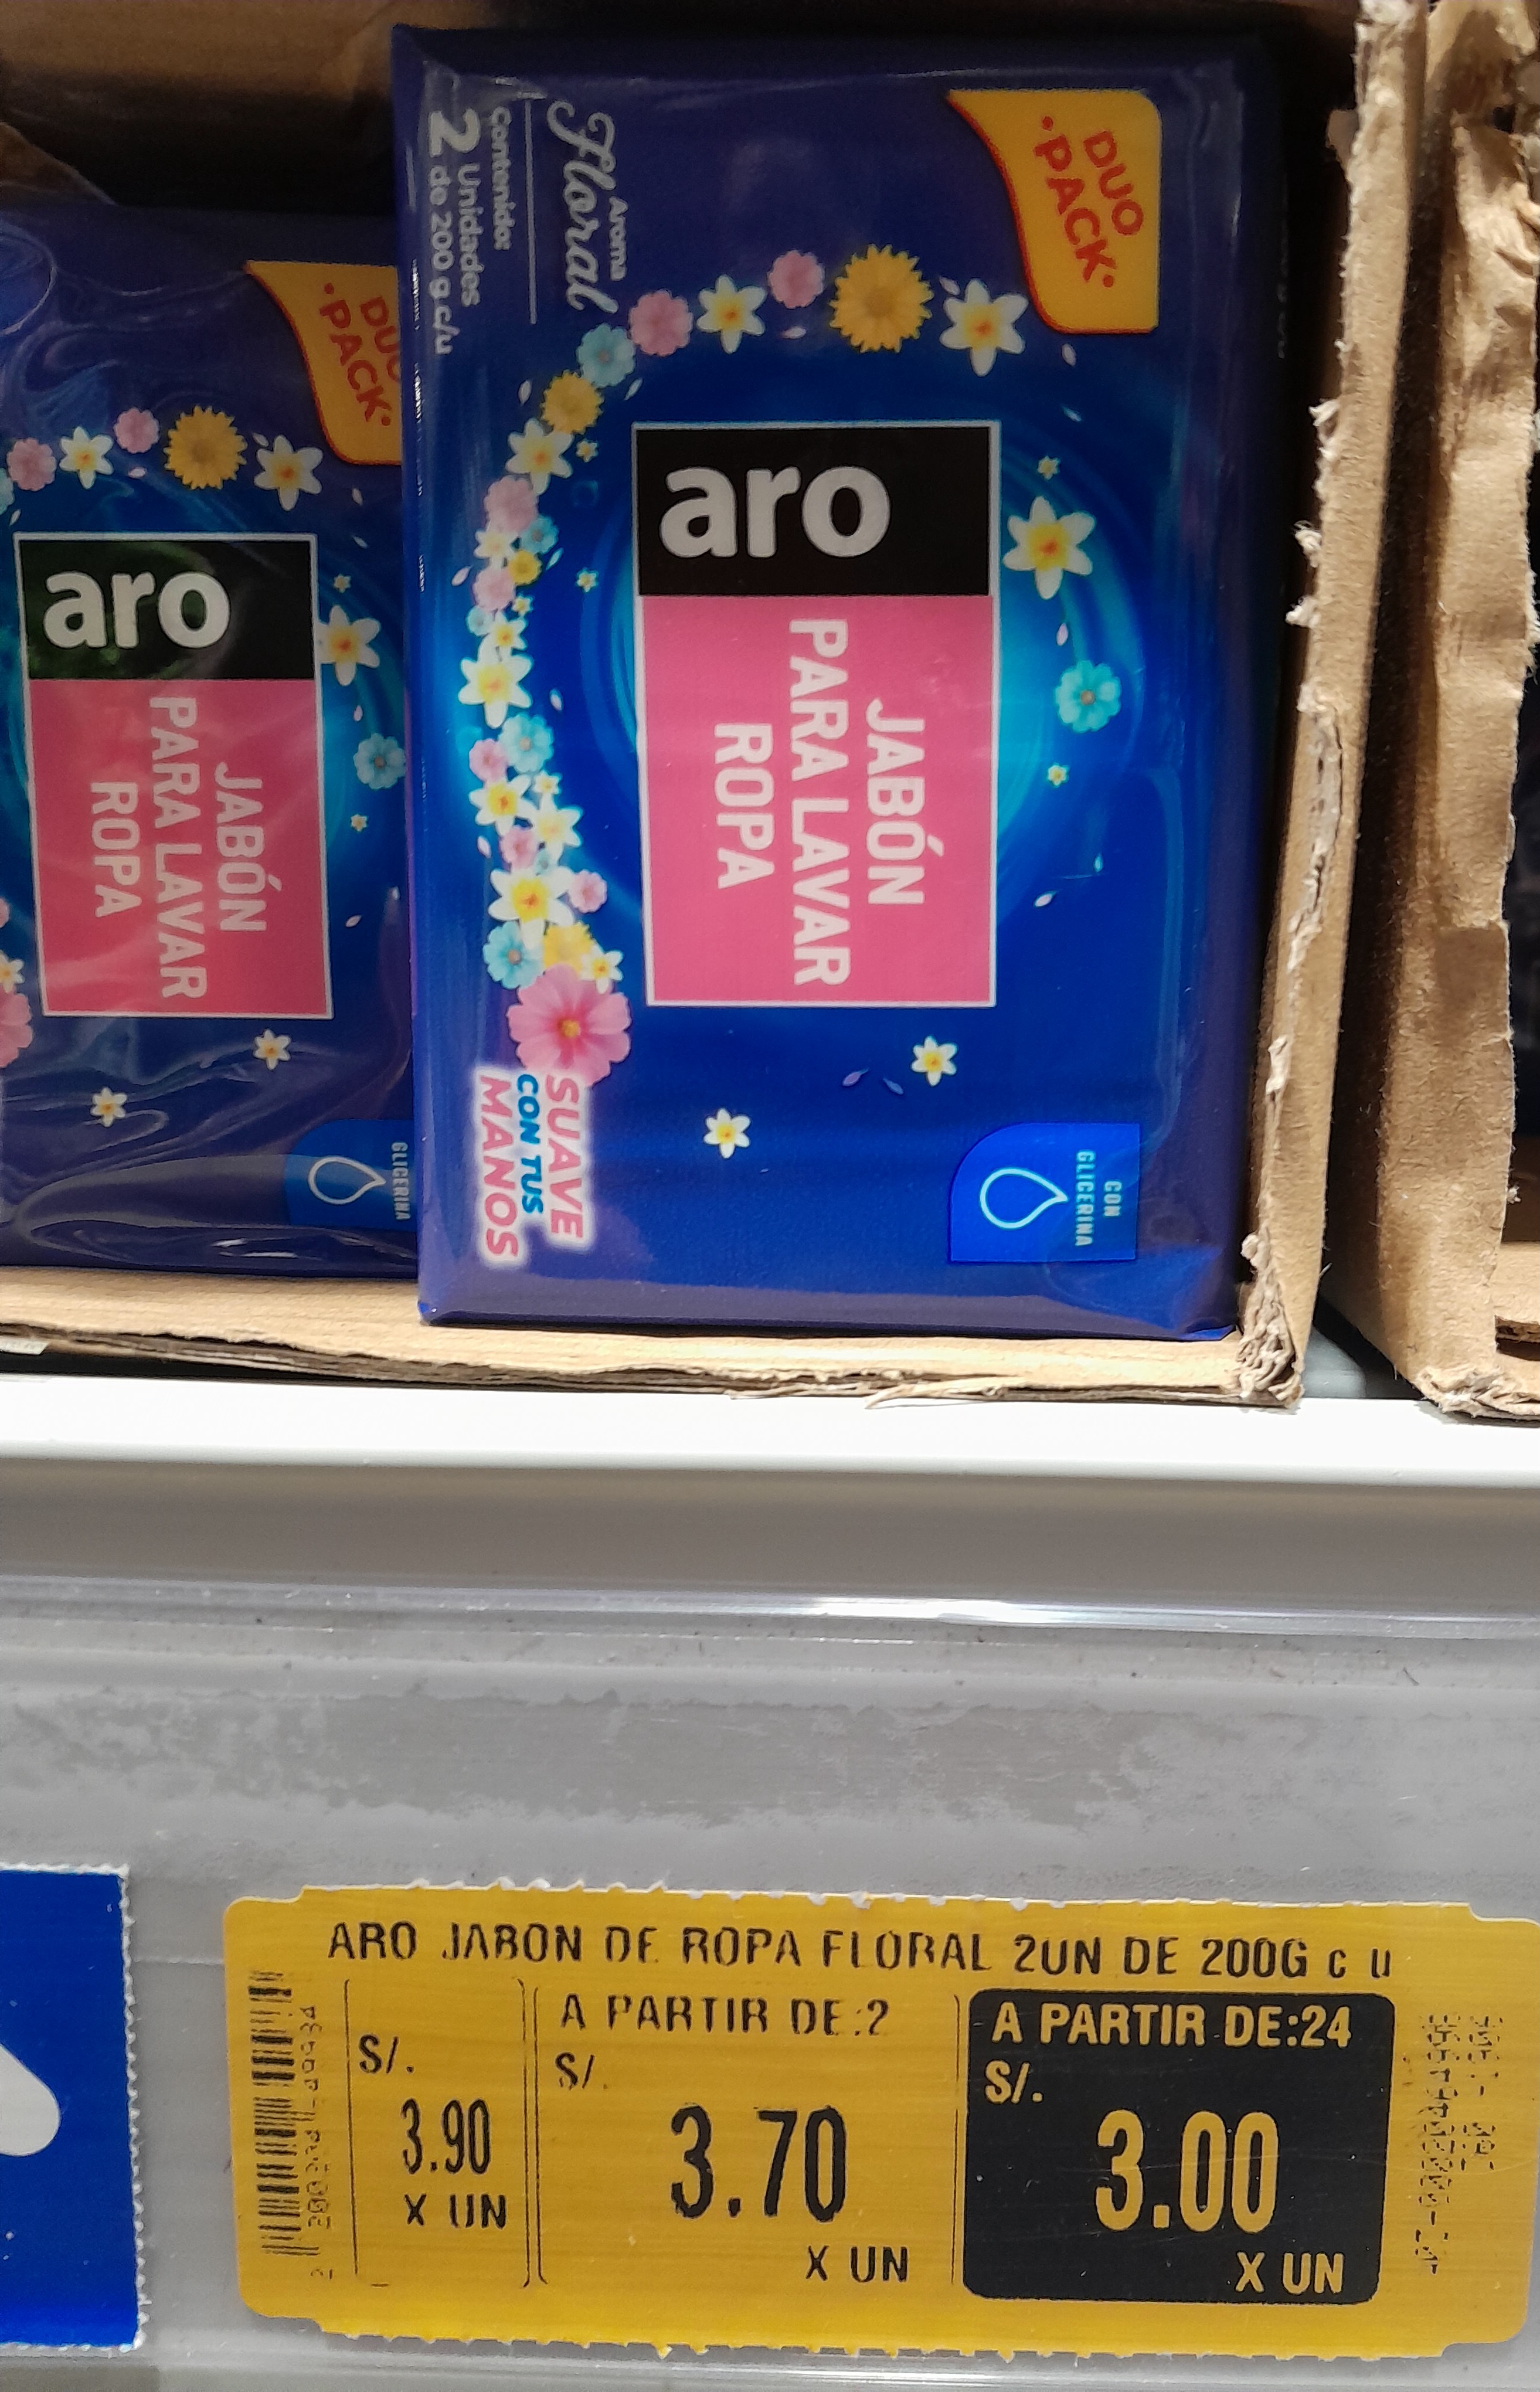 DUO
•PACK•
Aroma
Floral
Contenido:
2 Unidades
de 200 g c/u
aro
JABÓN
PARA LAVAR
ROPA
SUAVE
CON TUS
MANOS
CON
GLICERINA
DUO
•PACK•
aro
JABÓN
PARA LAVAR
ROPA
GLICERINA
ARO JABON DE ROPA FLORAL 2UN DE 200G c u
S/.
3.90
X UN
A PARTIR DE:2
S/.
3.70
X UN
A PARTIR DE:24
S/.
3.00
X UN